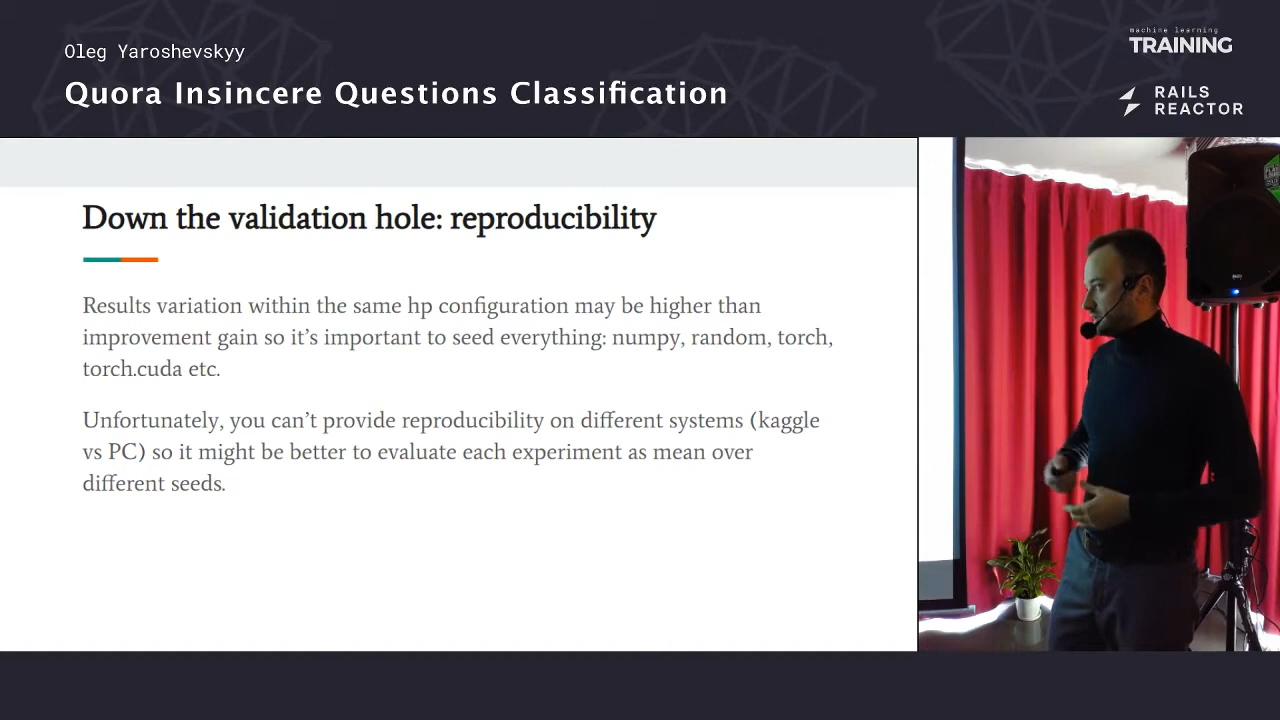 Oleg Yaroshevskyy
Quora Insincere Questions Classification
machine learning
TRAINING
RAILS
REACTOR
Down the validation hole: reproducibility
Results variation within the same hp configuration may be higher than
improvement gain so it’s important to seed everything: numpy, random, torch,
torch.cuda etc.
Unfortunately, you can’t provide reproducibility on different systems (kaggle
vs PC) so it might be better to evaluate each experiment as mean over
different seeds.